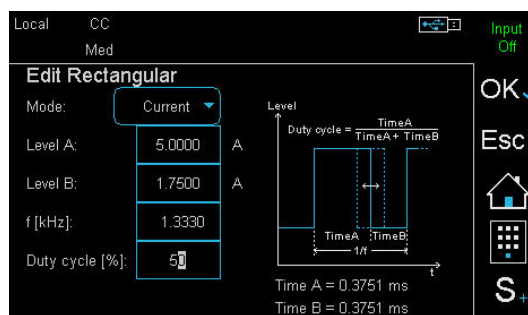 Local CC
Med
Input
Off
Edit Rectangular
Mode: Current
Level A: 5.0000 A
Level B: 1.7500 A
f [kHz]: 1.3330
Duty cycle [%]: 50
Level
Duty cycle = TimeA
TimeA+ TimeB
TimeA TimeB
1/f
t
Time A = 0.3751 ms
Time B = 0.3751 ms
OK
Esc
S+